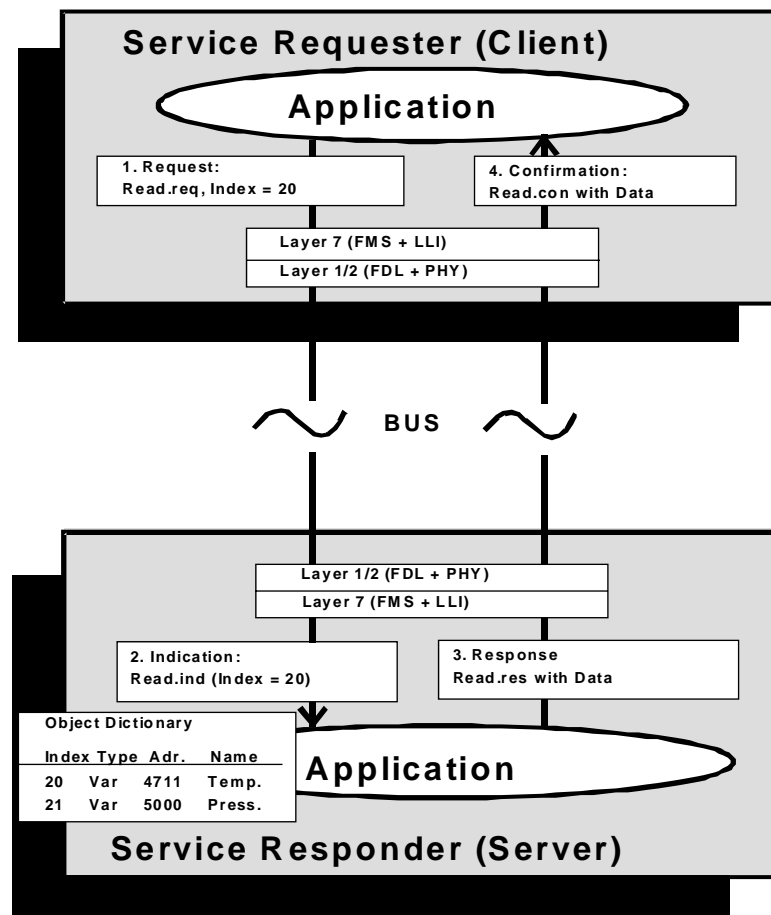 Service Requester (Client)
Application
1. Request:
Read.req, Index = 20
4. Confirmation:
Read.con with Data
Layer 7 (FMS + LLI)
Layer 1/2 (FDL + PHY)
BUS
Layer 1/2 (FDL + PHY)
Layer 7 (FMS + LLI)
2. Indication:
Read.ind (Index = 20)
3. Response
Read.res with Data
Object Dictionary
Index Type Adr. Name
20 Var 4711 Temp.
21 Var 5000 Press.
Application
Service Responder (Server)